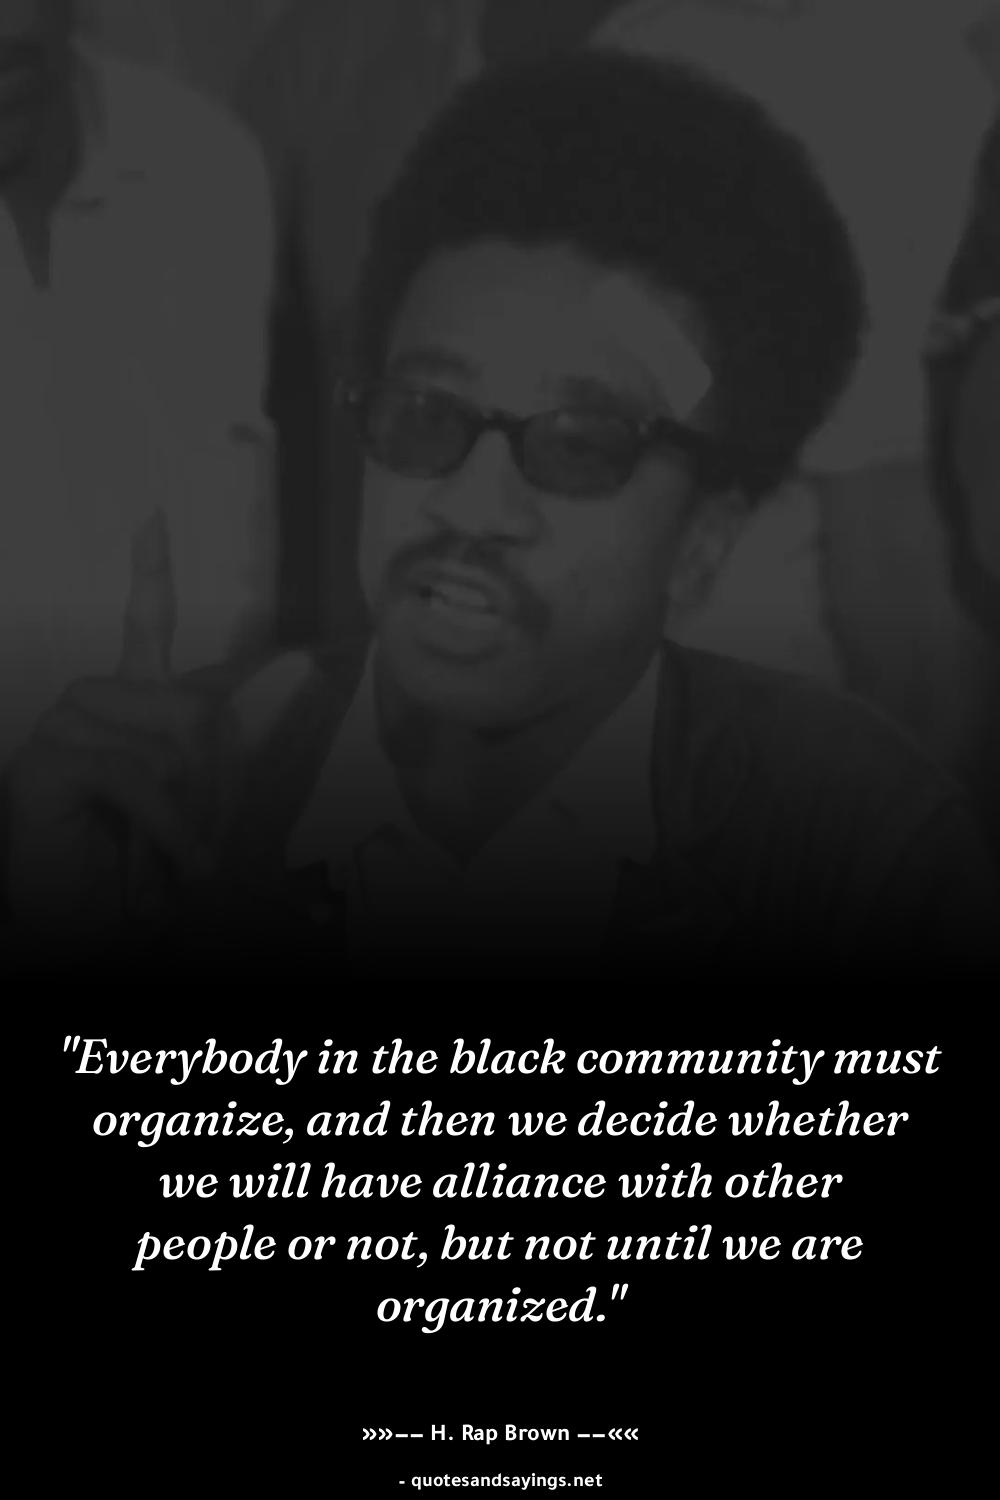 "Everybody in the black community must
organize, and then we decide whether
we will have alliance with other
people or not, but not until we are
organized."
»»–– H. Rap Brown ––««
- quotesandsayings.net